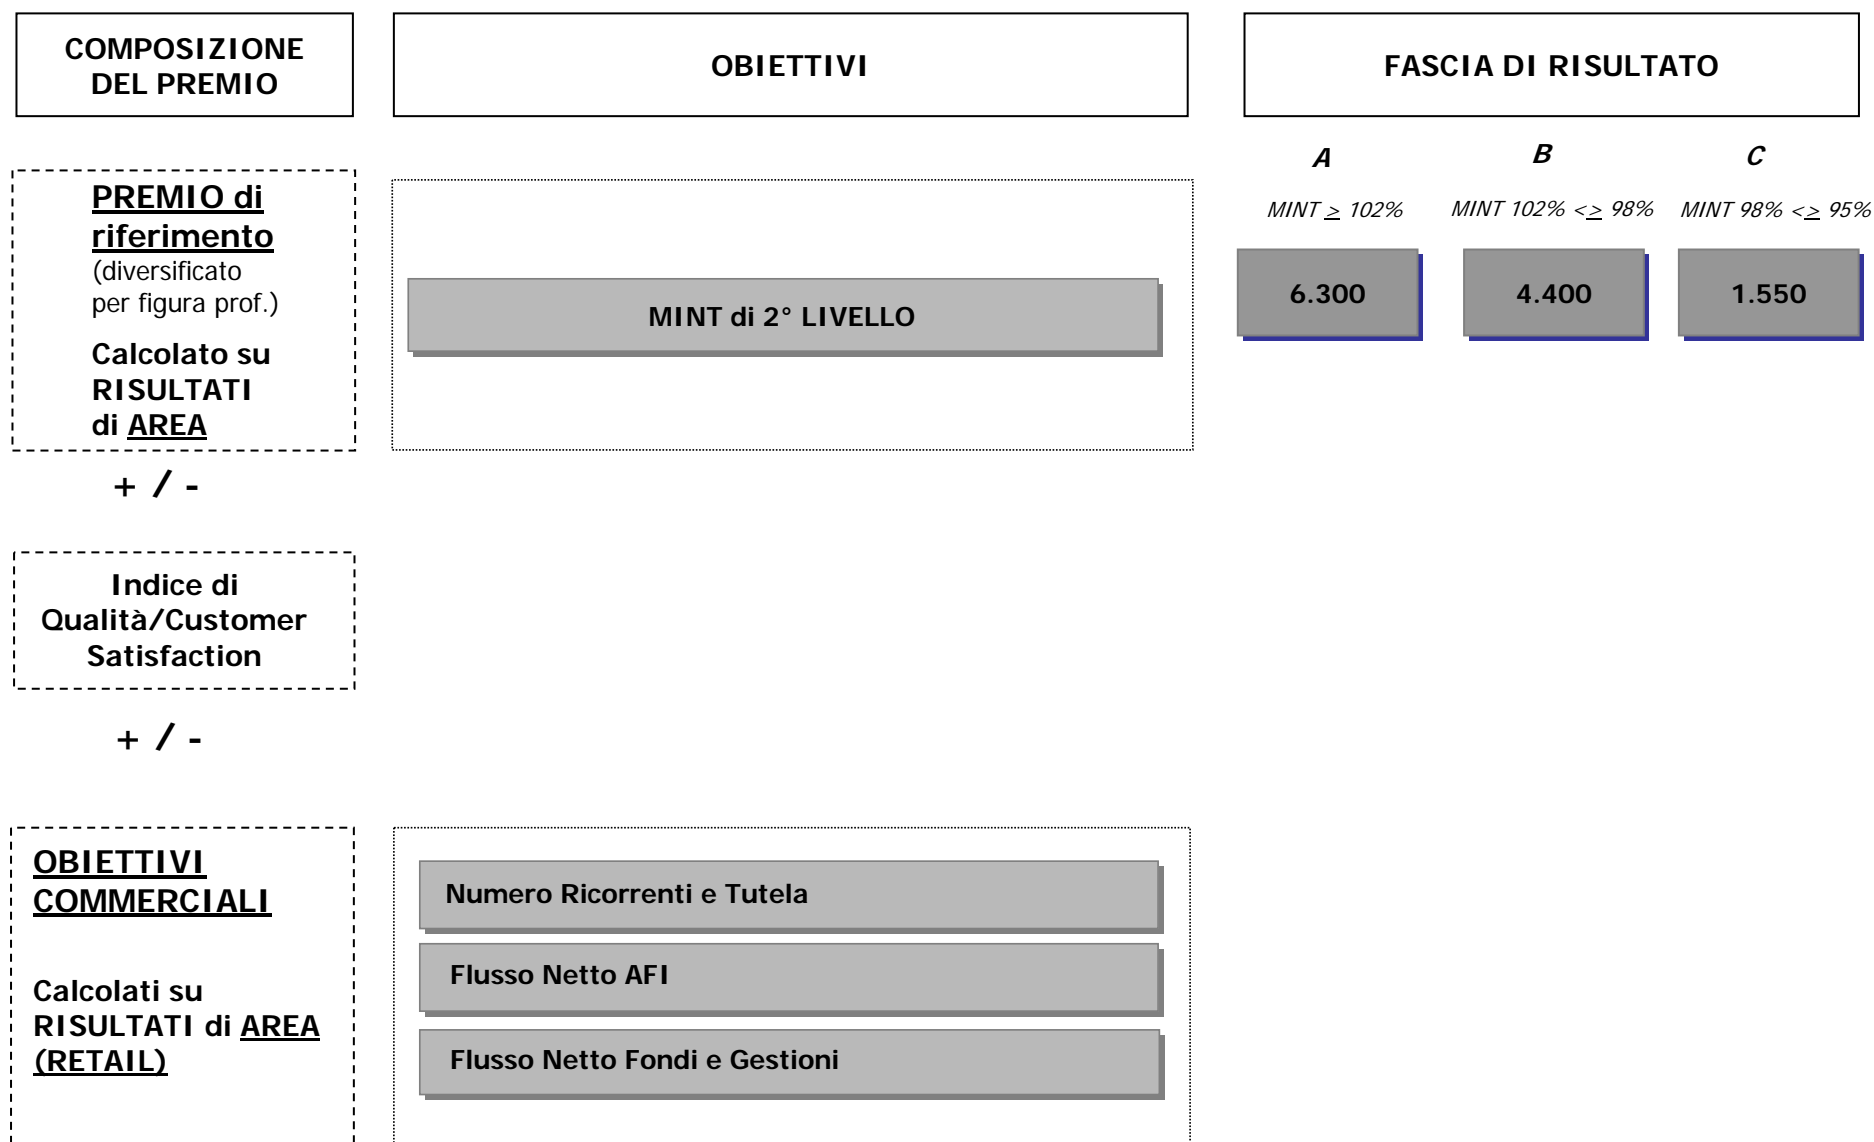 COMPOSIZIONE
DEL PREMIO
OBIETTIVI
FASCIA DI RISULTATO
A
B
C
MINT ≥ 102%
MINT 102% <≥ 98%
MINT 98% <≥ 95%
PREMIO di
riferimento
(diversificato
per figura prof.)
Calcolato su
RISULTATI
di AREA
MINT di 2° LIVELLO
6.300
4.400
1.550
+ / -
Indice di
Qualità/Customer
Satisfaction
+ / -
OBIETTIVI
COMMERCIALI
Calcolati su
RISULTATI di AREA
(RETAIL)
Numero Ricorrenti e Tutela
Flusso Netto AFI
Flusso Netto Fondi e Gestioni